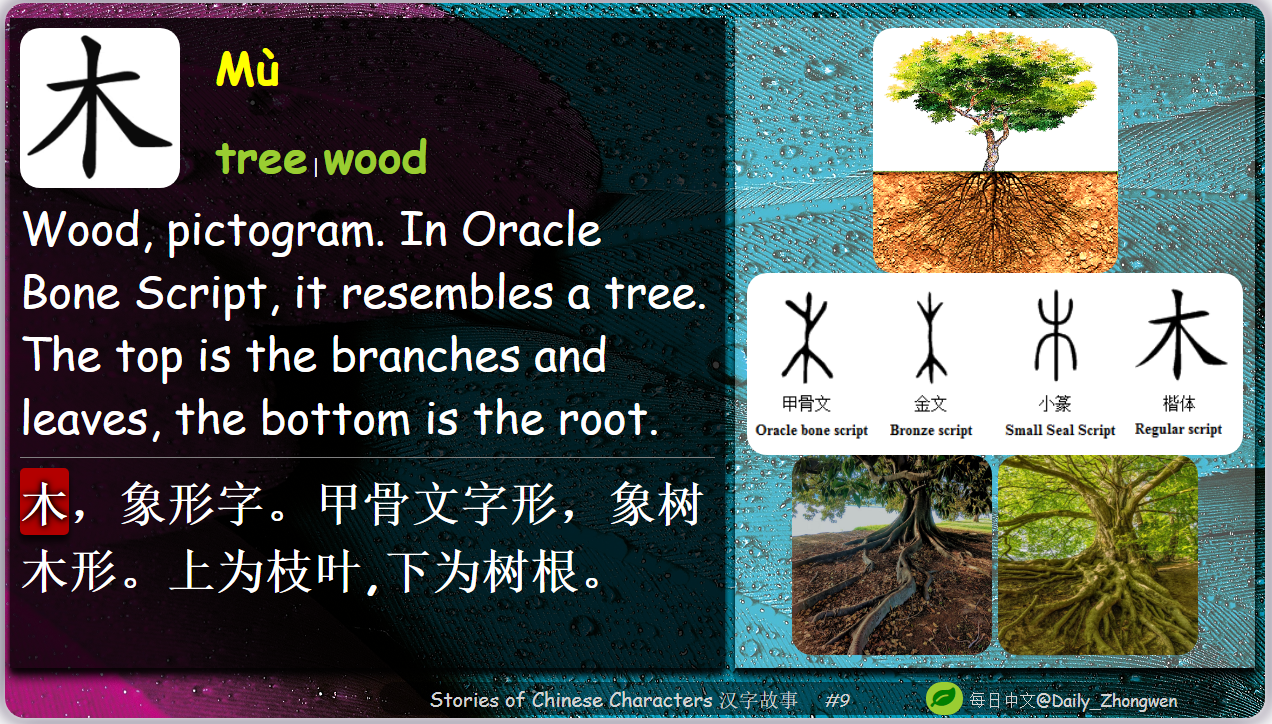 木
Mù
tree | wood
Wood, pictogram. In Oracle
Bone Script, it resembles a tree.
The top is the branches and
leaves, the bottom is the root.
木，象形字。甲骨文字形，象树
木形。上为枝叶,下为树根。
木
甲骨文 金文 小篆 楷体
Oracle bone script Bronze script Small Seal Script Regular script
Stories of Chinese Characters 汉字故事 #9
每日中文@Daily_Zhongwen